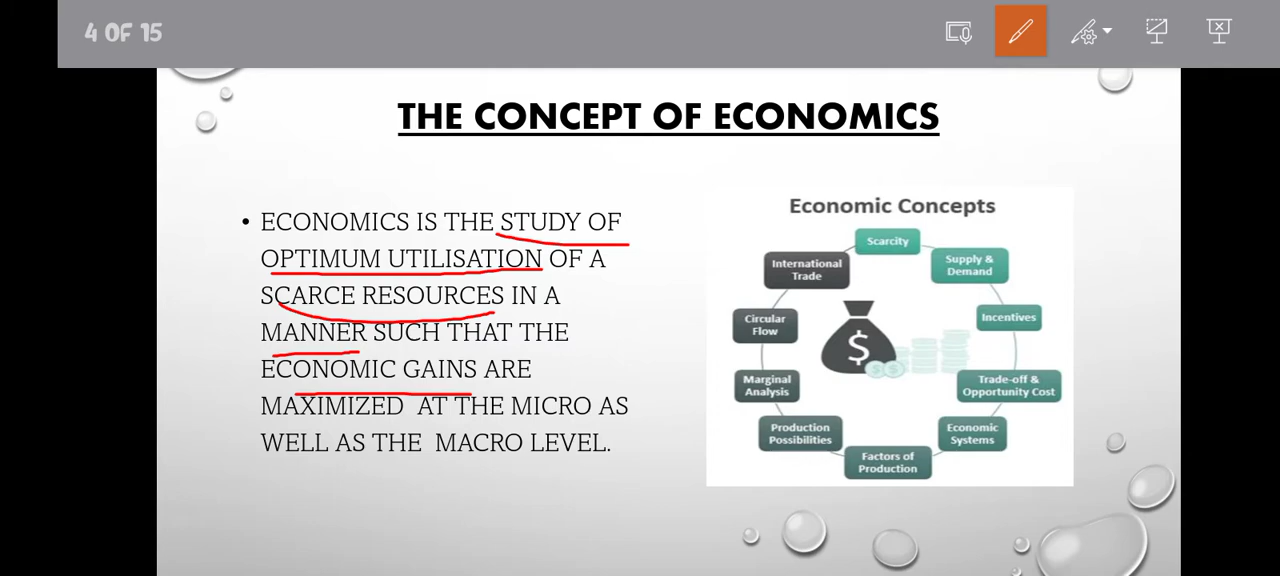 4 OF 15
THE CONCEPT OF ECONOMICS
• ECONOMICS IS THE STUDY OF
OPTIMUM UTILISATION OF A
SCARCE RESOURCES IN A
MANNER SUCH THAT THE
ECONOMIC GAINS ARE
MAXIMIZED AT THE MICRO AS
WELL AS THE MACRO LEVEL.
Economic Concepts
Scarcity
Supply &
Demand
Incentives
Trade-off &
Opportunity Cost
Economic
Systems
Factors of
Production
Production
Possibilities
Marginal
Analysis
Circular
Flow
International
Trade
$